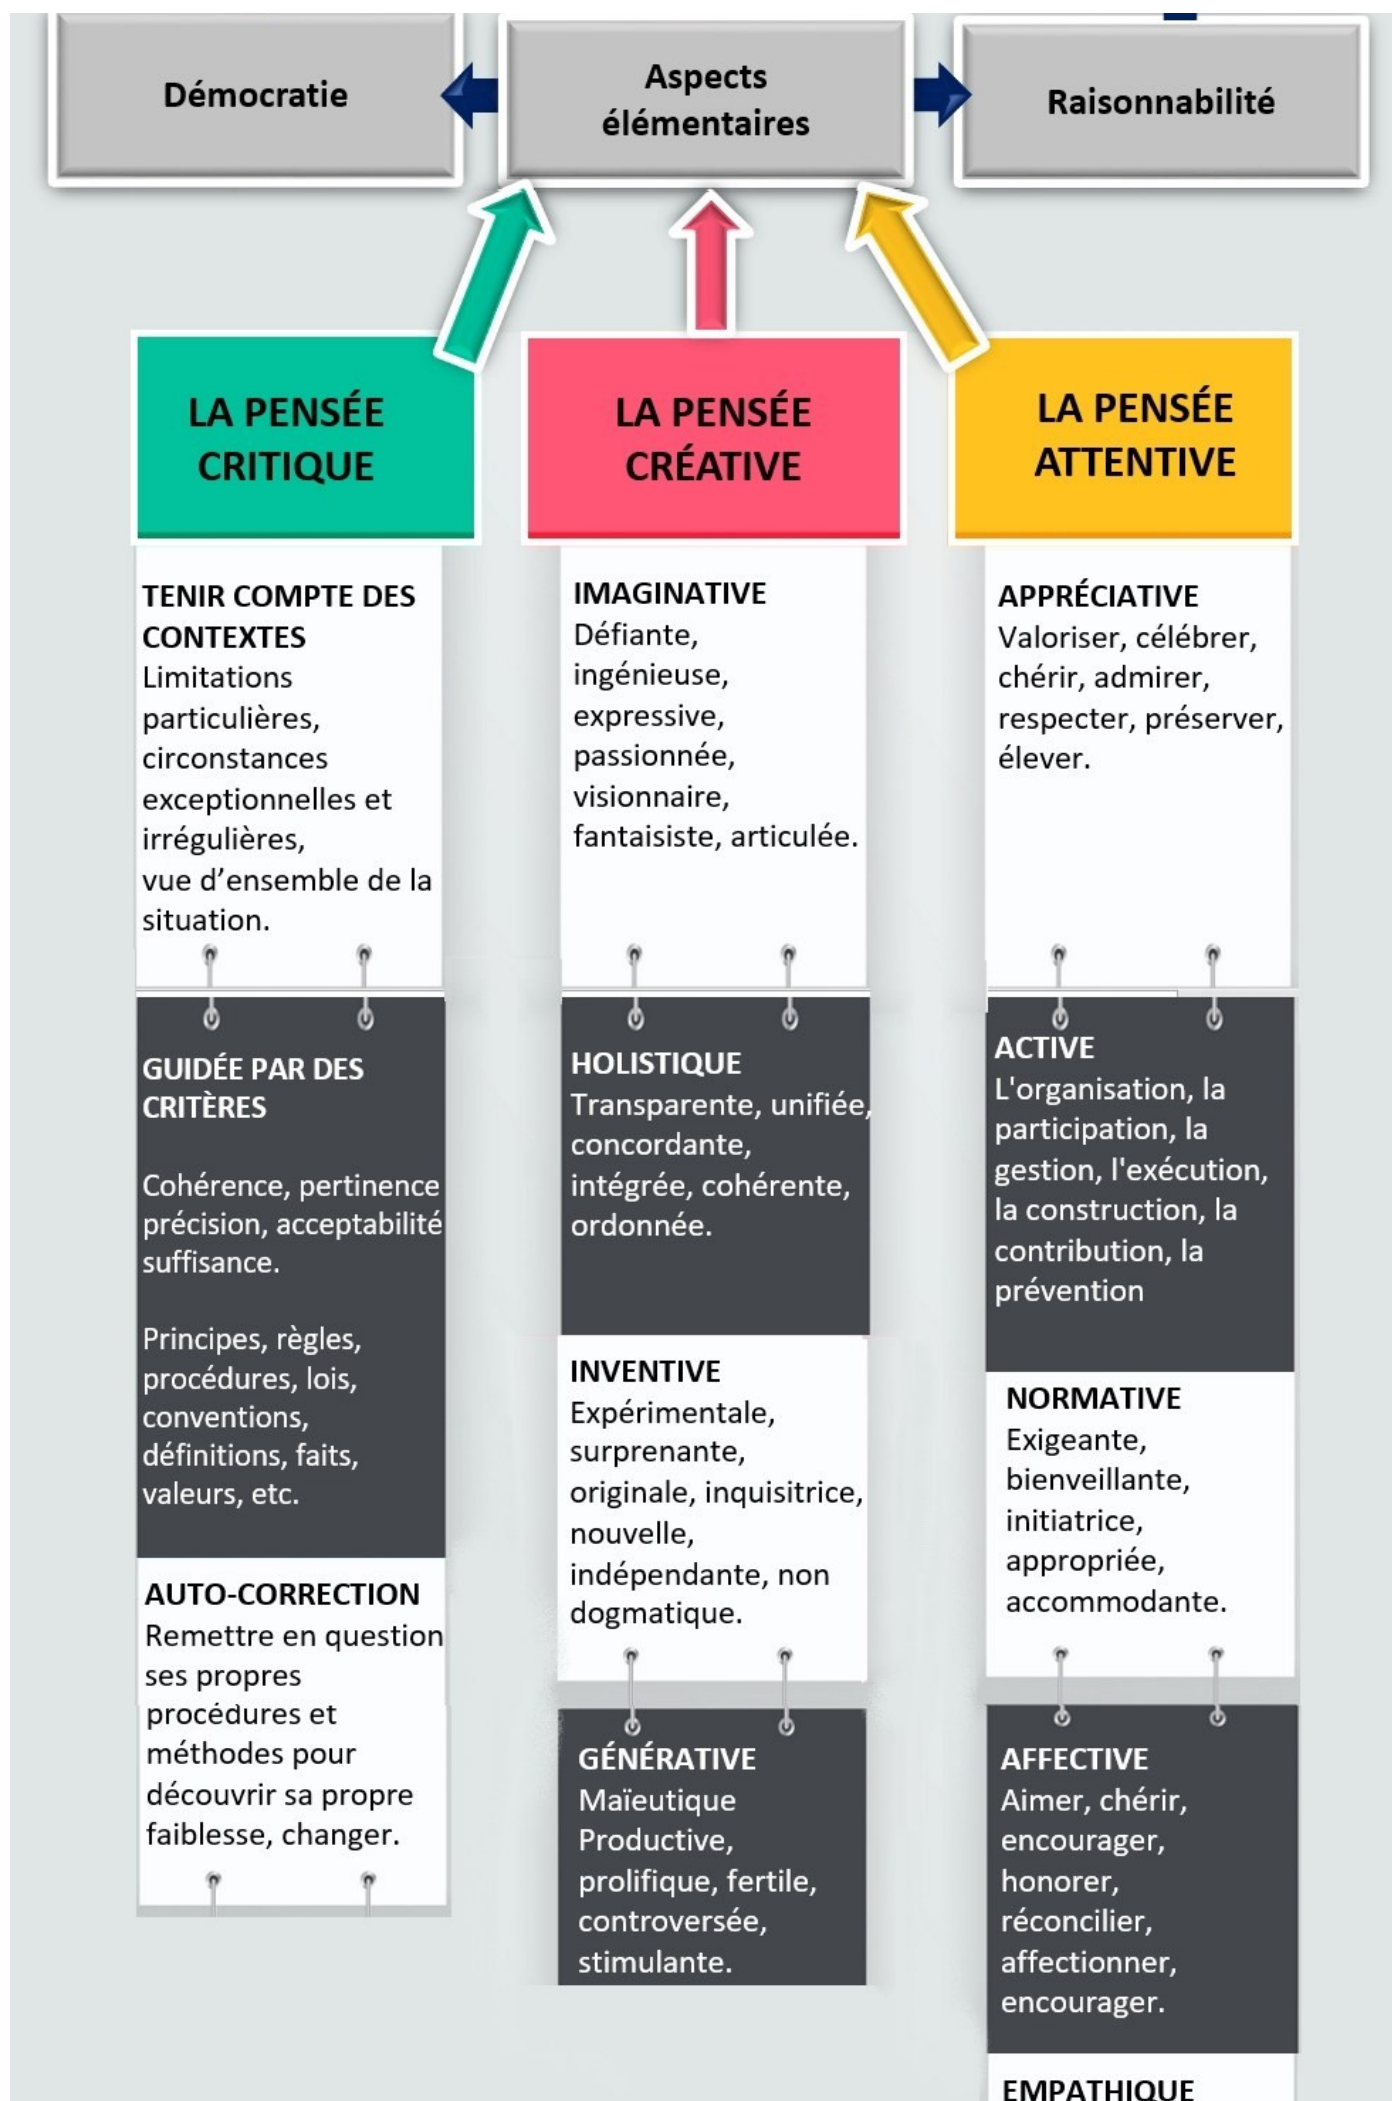 Démocratie
Aspects
élémentaires
Raisonnabilité
LA PENSÉE
CRITIQUE
TENIR COMPTE DES
CONTEXTES
Limitations
particulières,
circonstances
exceptionnelles et
irrégulières,
vue d'ensemble de la
situation.
GUIDÉE PAR DES
CRITÈRES
Cohérence, pertinence
précision, acceptabilité
suffisance.
Principes, règles,
procédures, lois,
conventions,
définitions, faits,
valeurs, etc.
AUTO-CORRECTION
Remettre en question
ses propres
procédures et
méthodes pour
découvrir sa propre
faiblesse, changer.
LA PENSÉE
CRÉATIVE
IMAGINATIVE
Défiante,
ingénieuse,
expressive,
passionnée,
visionnaire,
fantaisiste, articulée.
HOLISTIQUE
Transparente, unifiée,
concordante,
intégrée, cohérente,
ordonnée.
INVENTIVE
Expérimentale,
surprenante,
originale, inquisitrice,
nouvelle,
indépendante, non
dogmatique.
GÉNÉRATIVE
Maïeutique
Productive,
prolifique, fertile,
controversée,
stimulante.
LA PENSÉE
ATTENTIVE
APPRÉCIATIVE
Valoriser, célébrer,
chérir, admirer,
respecter, préserver,
élever.
ACTIVE
L'organisation, la
participation, la
gestion, l'exécution,
la construction, la
contribution, la
prévention
NORMATIVE
Exigeante,
bienveillante,
initiatrice,
appropriée,
accommodante.
AFFECTIVE
Aimer, chérir,
encourager,
honorer,
réconcilier,
affectionner,
encourager.
EMPATHIQUE